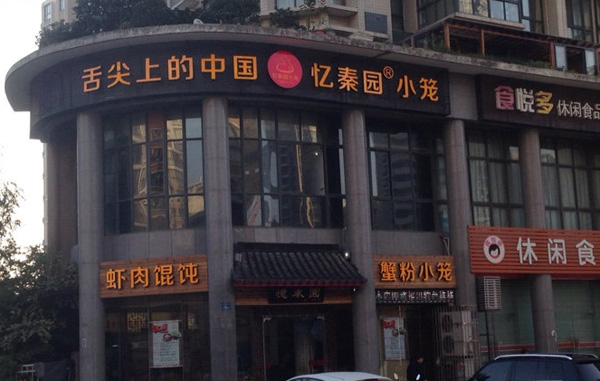 舌尖上的中国 忆秦园® 小笼
食悦多 休闲食品
虾肉馄饨
蟹粉小笼
休闲食